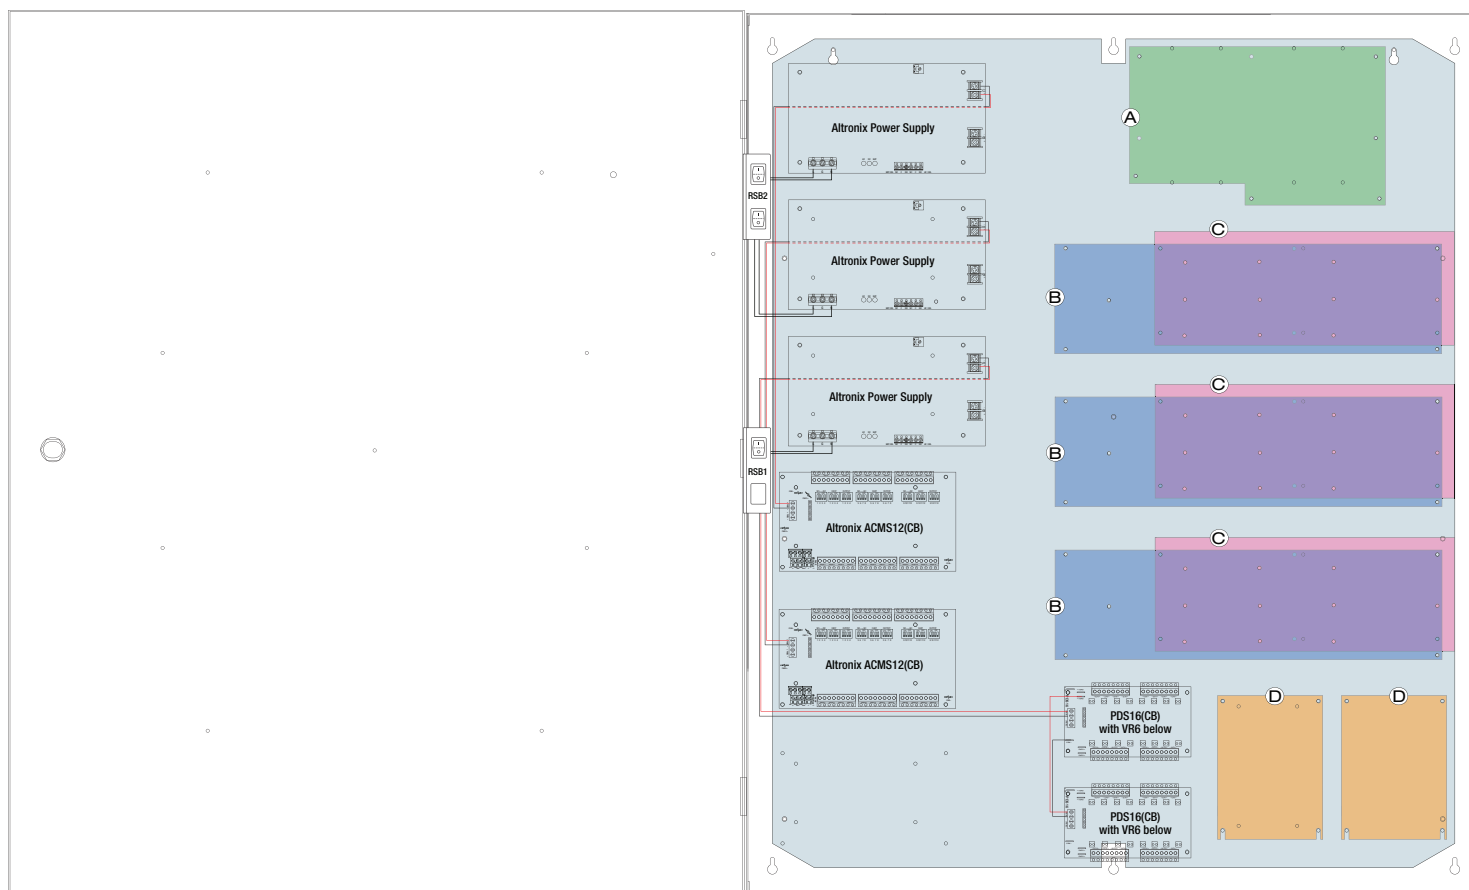 Altronix Power Supply
A
RSB2
C
Altronix Power Supply
B
C
Altronix Power Supply
B
RSB1
Altronix ACMS12(CB)
C
B
Altronix ACMS12(CB)
D
D
PDS16(CB)
with VR6 below
PDS16(CB)
with VR6 below